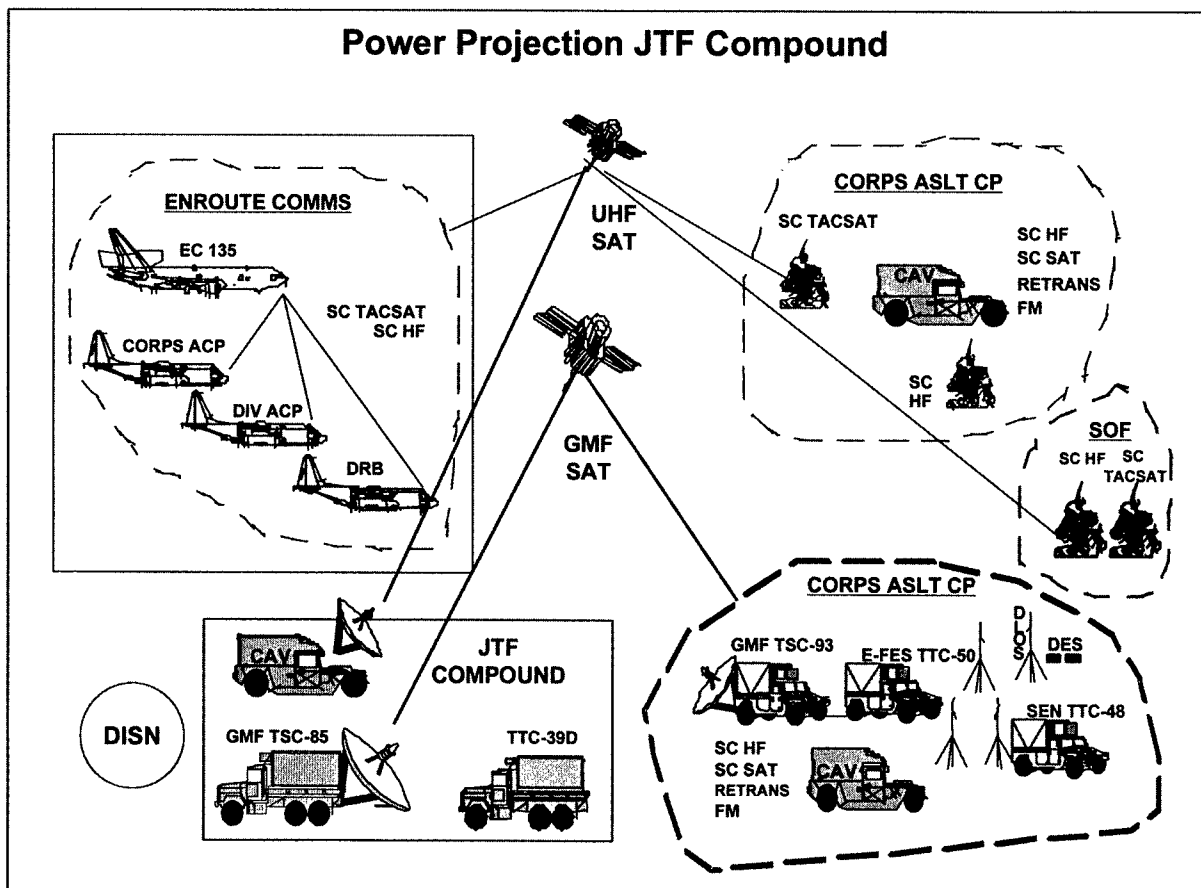 Power Projection JTF Compound
ENROUTE COMMS
EC 135
SC TACSAT
SC HF
CORPS ACP
DIV ACP
DRB
UHF
SAT
GMF
SAT
CORPS ASLT CP
SC TACSAT
CAV
SC HF
SC SAT
RETRANS
FM
SC
HF
SOF
SC HF
SC
TACSAT
JTF
COMPOUND
CAV
DISN
GMF TSC-85
TTC-39D
CORPS ASLT CP
GMF TSC-93
E-FES TTC-50
DLOS
DES
SEN TTC-48
SC HF
SC SAT
RETRANS
FM
CAV